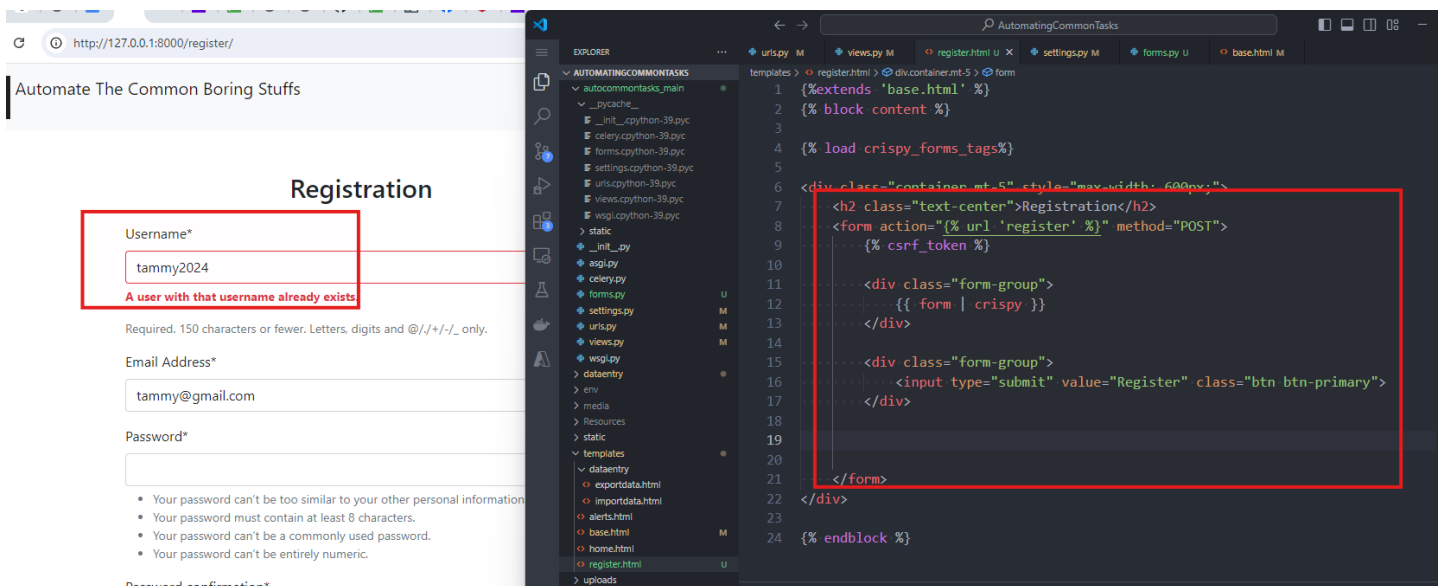 http://127.0.0.1:8000/register/
Automate The Common Boring Stuffs
Registration
Username*
tammy2024
A user with that username already exists.
Required. 150 characters or fewer. Letters, digits and @/./+/-/_ only.
Email Address*
tammy@gmail.com
Password*
Your password can't be too similar to your other personal information
Your password must contain at least 8 characters.
Your password can't be a commonly used password.
Your password can't be entirely numeric.
Password confirmation*
AutomatingCommonTasks
EXPLORER
AUTOMATINGCOMMONTASKS
autocommontasks_main
__pycache__
__init__.cpython-39.pyc
celery.cpython-39.pyc
forms.cpython-39.pyc
settings.cpython-39.pyc
urls.cpython-39.pyc
views.cpython-39.pyc
wsgi.cpython-39.pyc
static
__init__.py
asgi.py
celery.py
forms.py U
settings.py M
urls.py M
views.py M
wsgi.py
dataentry
env
media
Resources
static
templates
dataentry
exportdata.html
importdata.html
alerts.html
base.html M
home.html
register.html U
uploads
7
3
urls.py M views.py M register.html U settings.py M forms.py U base.html M
templates > register.html > div.container.mt-5 > form
1 {%extends 'base.html' %}
2 {% block content %}
3
4 {% load crispy_forms_tags%}
5
6 <div class="container mt-5" style="max-width: 600px;">
7 <h2 class="text-center">Registration</h2>
8 <form action="{% url 'register' %}" method="POST">
9 {% csrf_token %}
10
11 <div class="form-group">
12 {{ form | crispy }}
13 </div>
14
15 <div class="form-group">
16 <input type="submit" value="Register" class="btn btn-primary">
17 </div>
18
19
20
21 </form>
22 </div>
23
24 {% endblock %}